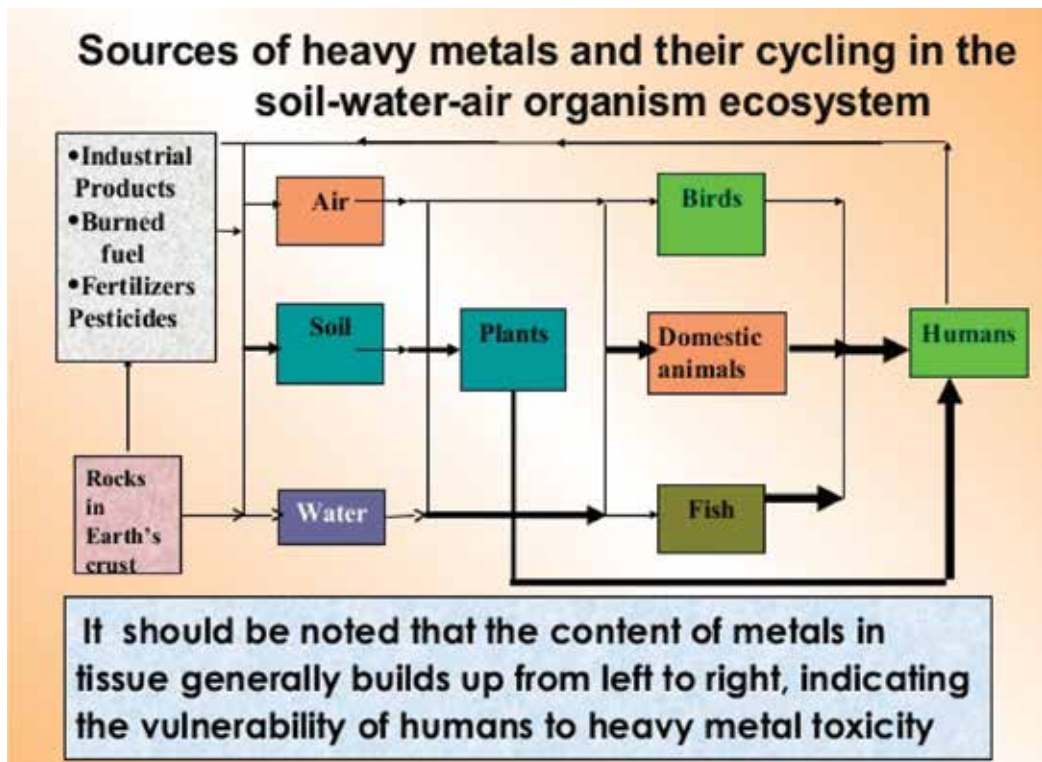 Sources of heavy metals and their cycling in the
soil-water-air organism ecosystem
•Industrial
Products
•Burned
fuel
•Fertilizers
Pesticides
Air
Birds
Soil
Plants
Domestic
animals
Humans
Rocks
in
Earth's
crust
Water
Fish
It should be noted that the content of metals in
tissue generally builds up from left to right, indicating
the vulnerability of humans to heavy metal toxicity